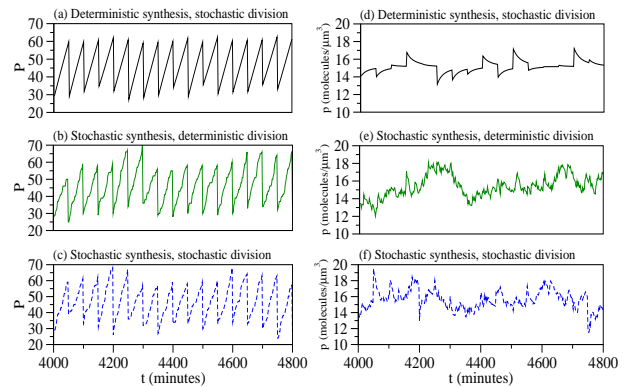 (a) Deterministic synthesis, stochastic division
70
60
50
40
30
20
P
(b) Stochastic synthesis, deterministic division
70
60
50
40
30
20
P
(c) Stochastic synthesis, stochastic division
70
60
50
40
30
20
P
4000 4200 4400 4600 4800
t (minutes)
(d) Deterministic synthesis, stochastic division
20
18
16
14
12
10
p (molecules/μm³)
(e) Stochastic synthesis, deterministic division
20
18
16
14
12
10
p (molecules/μm³)
(f) Stochastic synthesis, stochastic division
20
18
16
14
12
10
p (molecules/μm³)
4000 4200 4400 4600 4800
t (minutes)